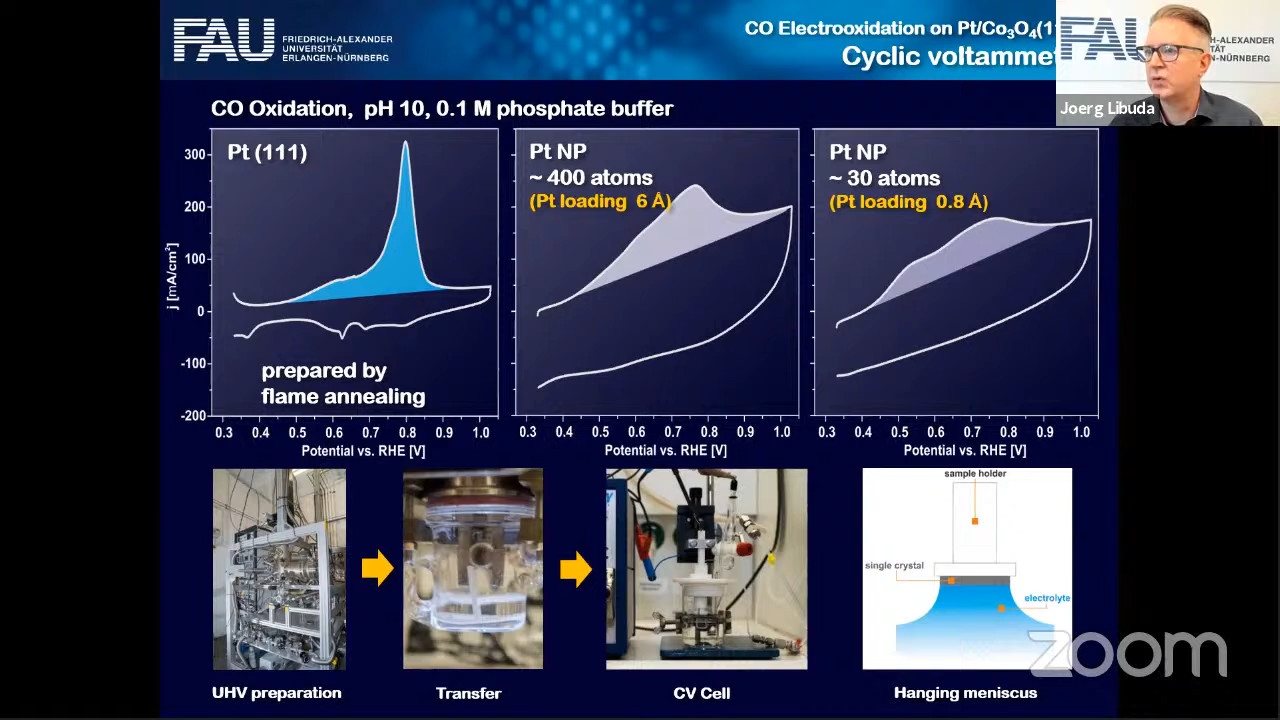 FAU
FRIEDRICH-ALEXANDER
UNIVERSITÄT
ERLANGEN-NÜRNBERG
CO Electrooxidation on Pt/Co₃O₄(1
Cyclic voltamme
FAU
H-ALEXANDER
TÄT
-NÜRNBERG
Joerg Libuda
CO Oxidation, pH 10, 0.1 M phosphate buffer
Pt (111)
prepared by
flame annealing
Pt NP
~ 400 atoms
(Pt loading 6 Å)
Pt NP
~ 30 atoms
(Pt loading 0.8 Å)
j [mA/cm²]
300
200
100
0
-100
-200
0.3 0.4 0.5 0.6 0.7 0.8 0.9 1.0
Potential vs. RHE [V]
0.3 0.4 0.5 0.6 0.7 0.8 0.9 1.0
Potential vs. RHE [V]
0.3 0.4 0.5 0.6 0.7 0.8 0.9 1.0
Potential vs. RHE [V]
sample holder
single crystal
electrolyte
zoom
UHV preparation
Transfer
CV Cell
Hanging meniscus